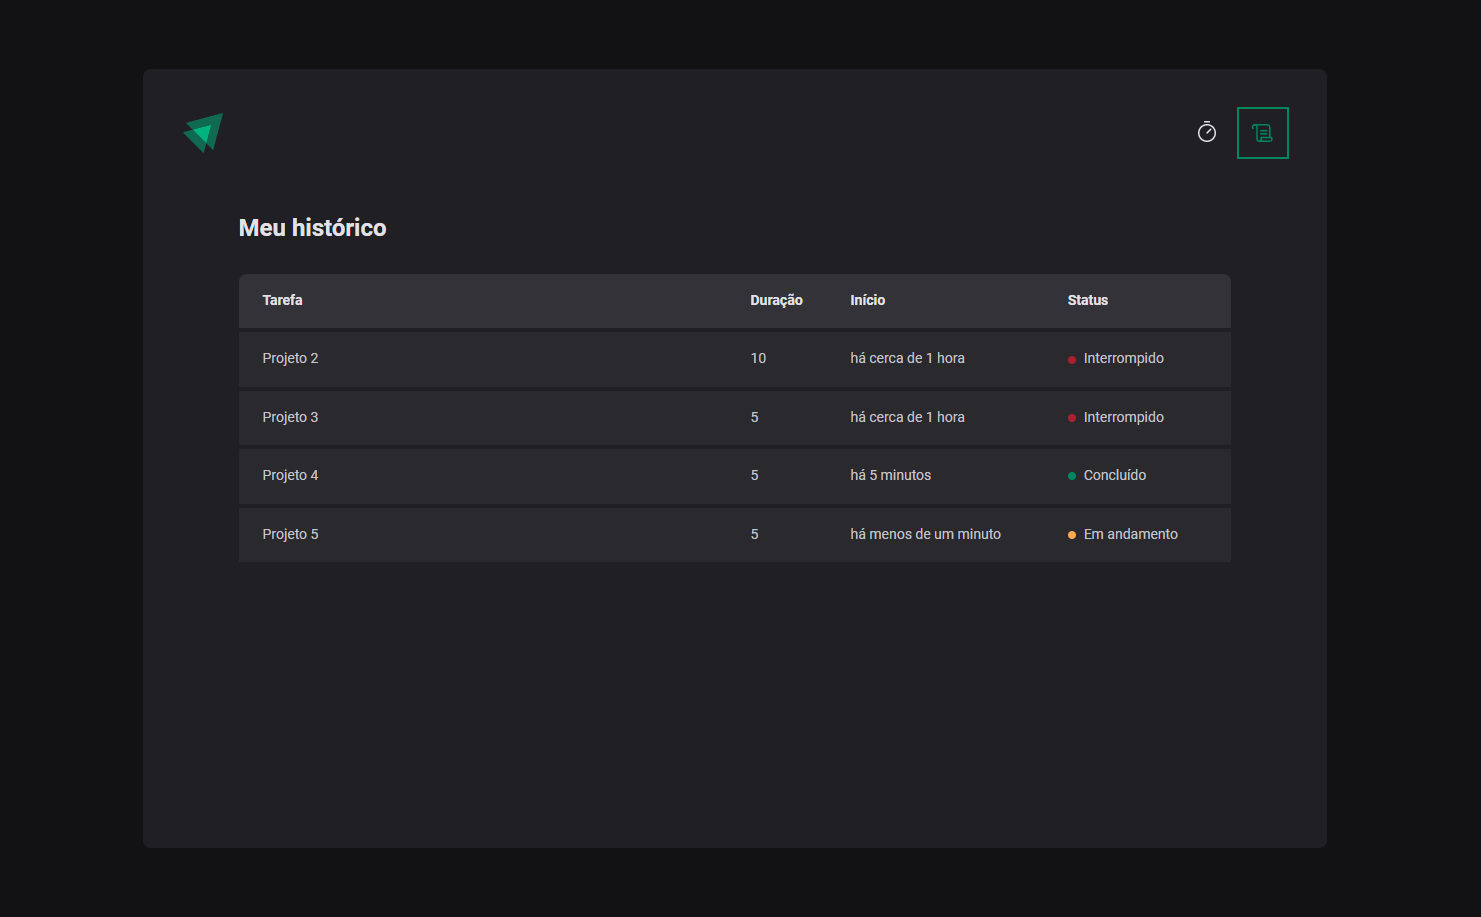 Meu histórico
Tarefa Duração Início Status
Projeto 2 10 há cerca de 1 hora Interrompido
Projeto 3 5 há cerca de 1 hora Interrompido
Projeto 4 5 há 5 minutos Concluído
Projeto 5 5 há menos de um minuto Em andamento